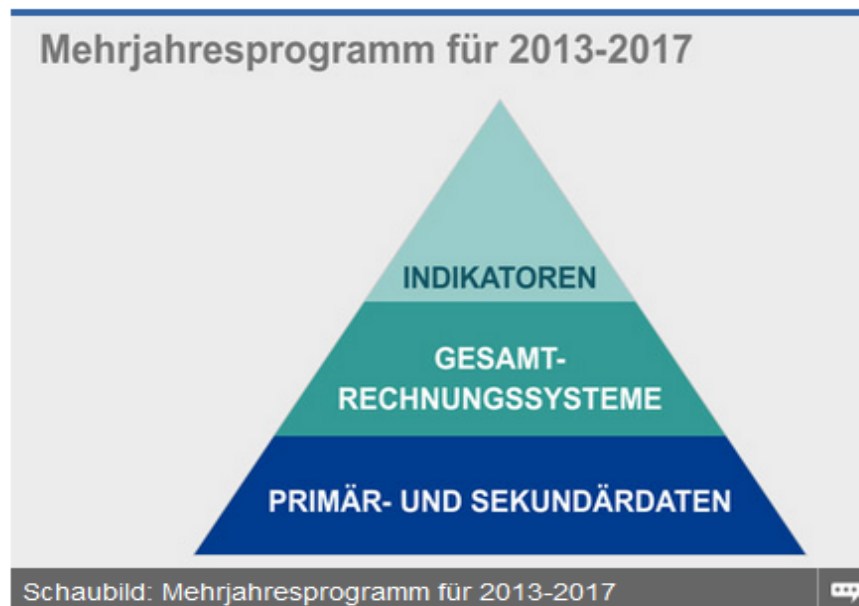 Mehrjahresprogramm für 2013-2017
INDIKATOREN
GESAMT-
RECHNUNGSSYSTEME
PRIMÄR- UND SEKUNDÄRDATEN
Schaubild: Mehrjahresprogramm für 2013-2017